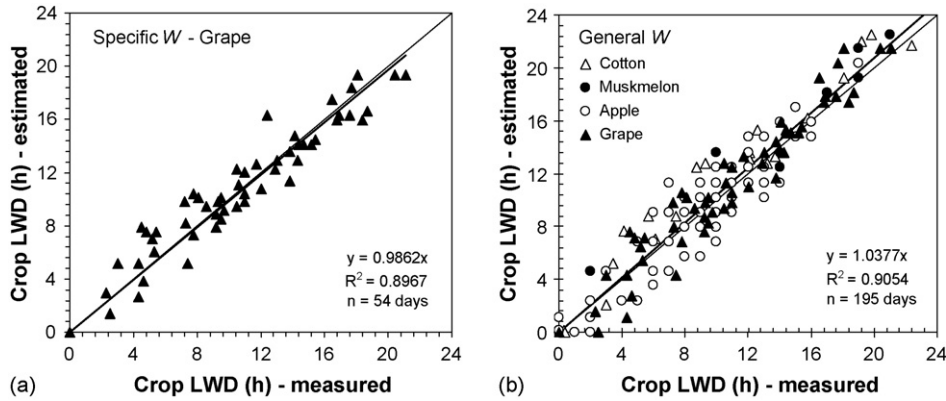 24
20
16
12
8
4
0
Crop LWD (h) - estimated
Specific W - Grape
y = 0.9862x
R² = 0.8967
n = 54 days
0 4 8 12 16 20 24
Crop LWD (h) - measured
(a)
24
20
16
12
8
4
0
Crop LWD (h) - estimated
General W
Cotton
Muskmelon
Apple
Grape
y = 1.0377x
R² = 0.9054
n = 195 days
0 4 8 12 16 20 24
Crop LWD (h) - measured
(b)